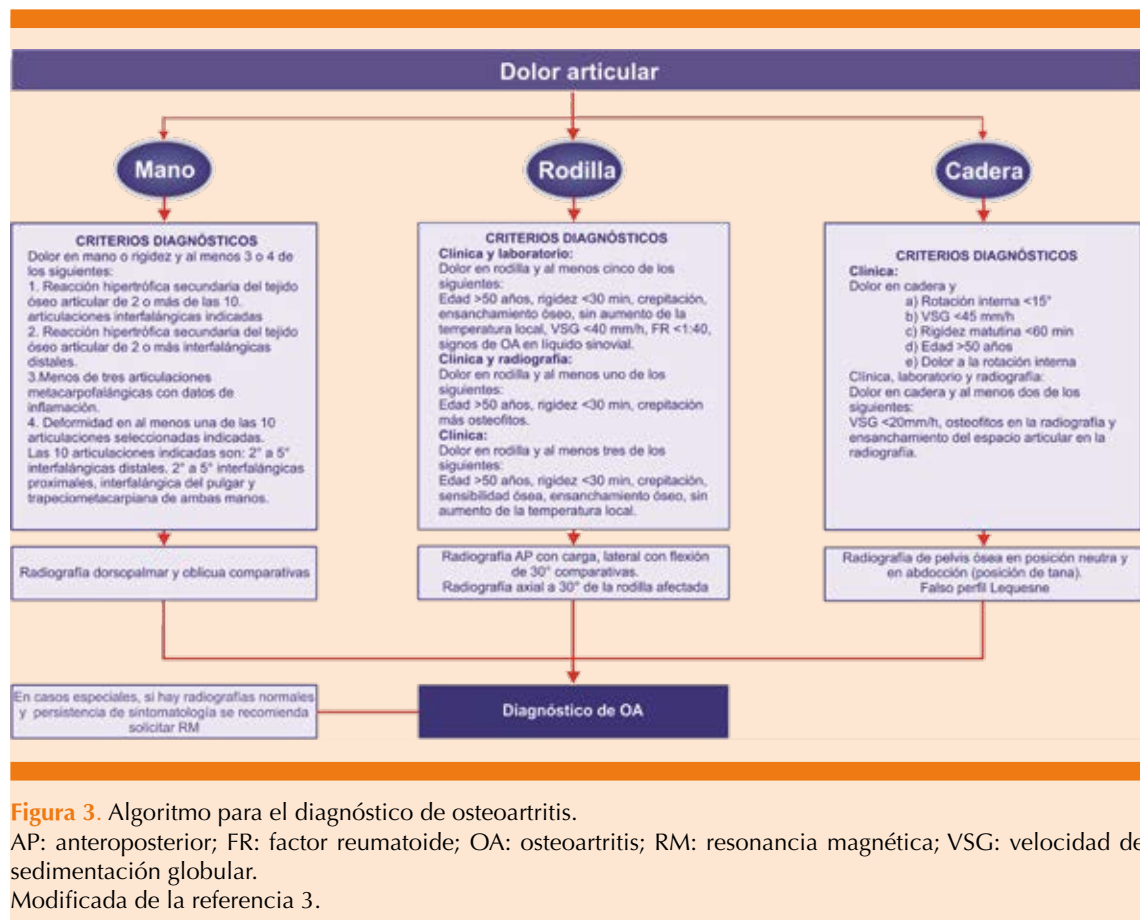 Dolor articular
Mano
Rodilla
Cadera
CRITERIOS DIAGNÓSTICOS
Dolor en mano o rigidez y al menos 3 o 4 de
los siguientes:
1. Reacción hipertrófica secundaria del tejido
óseo articular de 2 o más de las 10.
articulaciones interfalángicas indicadas
2. Reacción hipertrófica secundaria del tejido
óseo articular de 2 o más interfalángicas
distales.
3.Menos de tres articulaciones
metacarpofalángicas con datos de
inflamación.
4. Deformidad en al menos una de las 10
articulaciones seleccionadas indicadas.
Las 10 articulaciones indicadas son: 2° a 5°
interfalángicas distales. 2° a 5° interfalángicas
proximales, interfalángica del pulgar y
trapeciometacarpiana de ambas manos.
CRITERIOS DIAGNÓSTICOS
Clínica y laboratorio:
Dolor en rodilla y al menos cinco de los
siguientes:
Edad >50 años, rigidez <30 min, crepitación,
ensanchamiento óseo, sin aumento de la
temperatura local, VSG <40 mm/h, FR <1:40,
signos de OA en líquido sinovial.
Clínica y radiografía:
Dolor en rodilla y al menos uno de los
siguientes:
Edad >50 años, rigidez <30 min, crepitación
más osteofitos.
Clínica:
Dolor en rodilla y al menos tres de los
siguientes:
Edad >50 años, rigidez <30 min, crepitación,
sensibilidad ósea, ensanchamiento óseo, sin
aumento de la temperatura local.
CRITERIOS DIAGNÓSTICOS
Clínica:
Dolor en cadera y
a) Rotación interna <15°
b) VSG <45 mm/h
c) Rigidez matutina <60 min
d) Edad >50 años
e) Dolor a la rotación interna
Clínica, laboratorio y radiografía:
Dolor en cadera y al menos dos de los
siguientes:
VSG <20mm/h, osteofitos en la radiografía y
ensanchamiento del espacio articular en la
radiografía.
Radiografía dorsopalmar y oblicua comparativas
Radiografía AP con carga, lateral con flexión
de 30° comparativas.
Radiografía axial a 30° de la rodilla afectada
Radiografía de pelvis ósea en posición neutra y
en abdocción (posición de tana).
Falso perfil Lequesne
En casos especiales, si hay radiografías normales
y persistencia de sintomatología se recomienda
solicitar RM
Diagnóstico de OA
Figura 3. Algoritmo para el diagnóstico de osteoartritis.
AP: anteroposterior; FR: factor reumatoide; OA: osteoartritis; RM: resonancia magnética; VSG: velocidad de
sedimentación globular.
Modificada de la referencia 3.